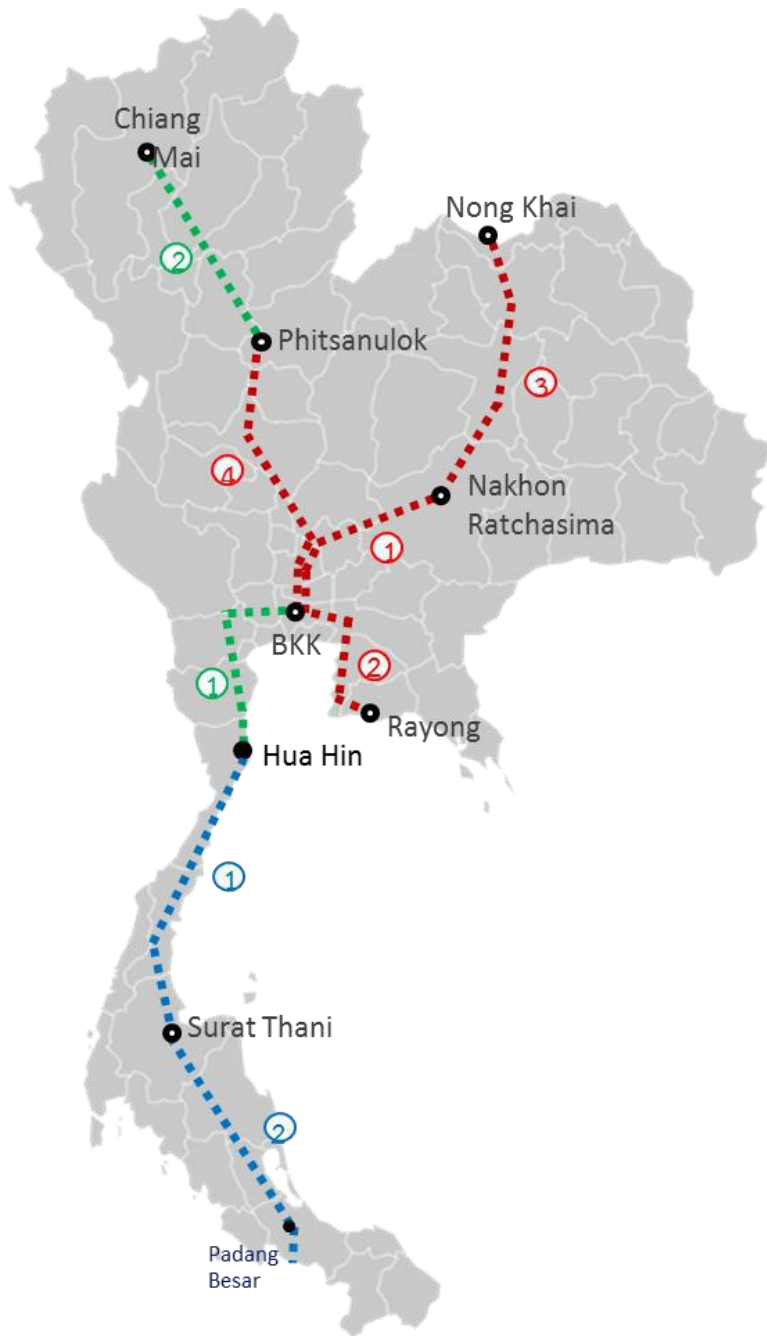 Chiang
Mai
Nong Khai
2
Phitsanulok
3
4
Nakhon
Ratchasima
1
BKK
2
1
Rayong
Hua Hin
1
Surat Thani
2
Padang
Besar